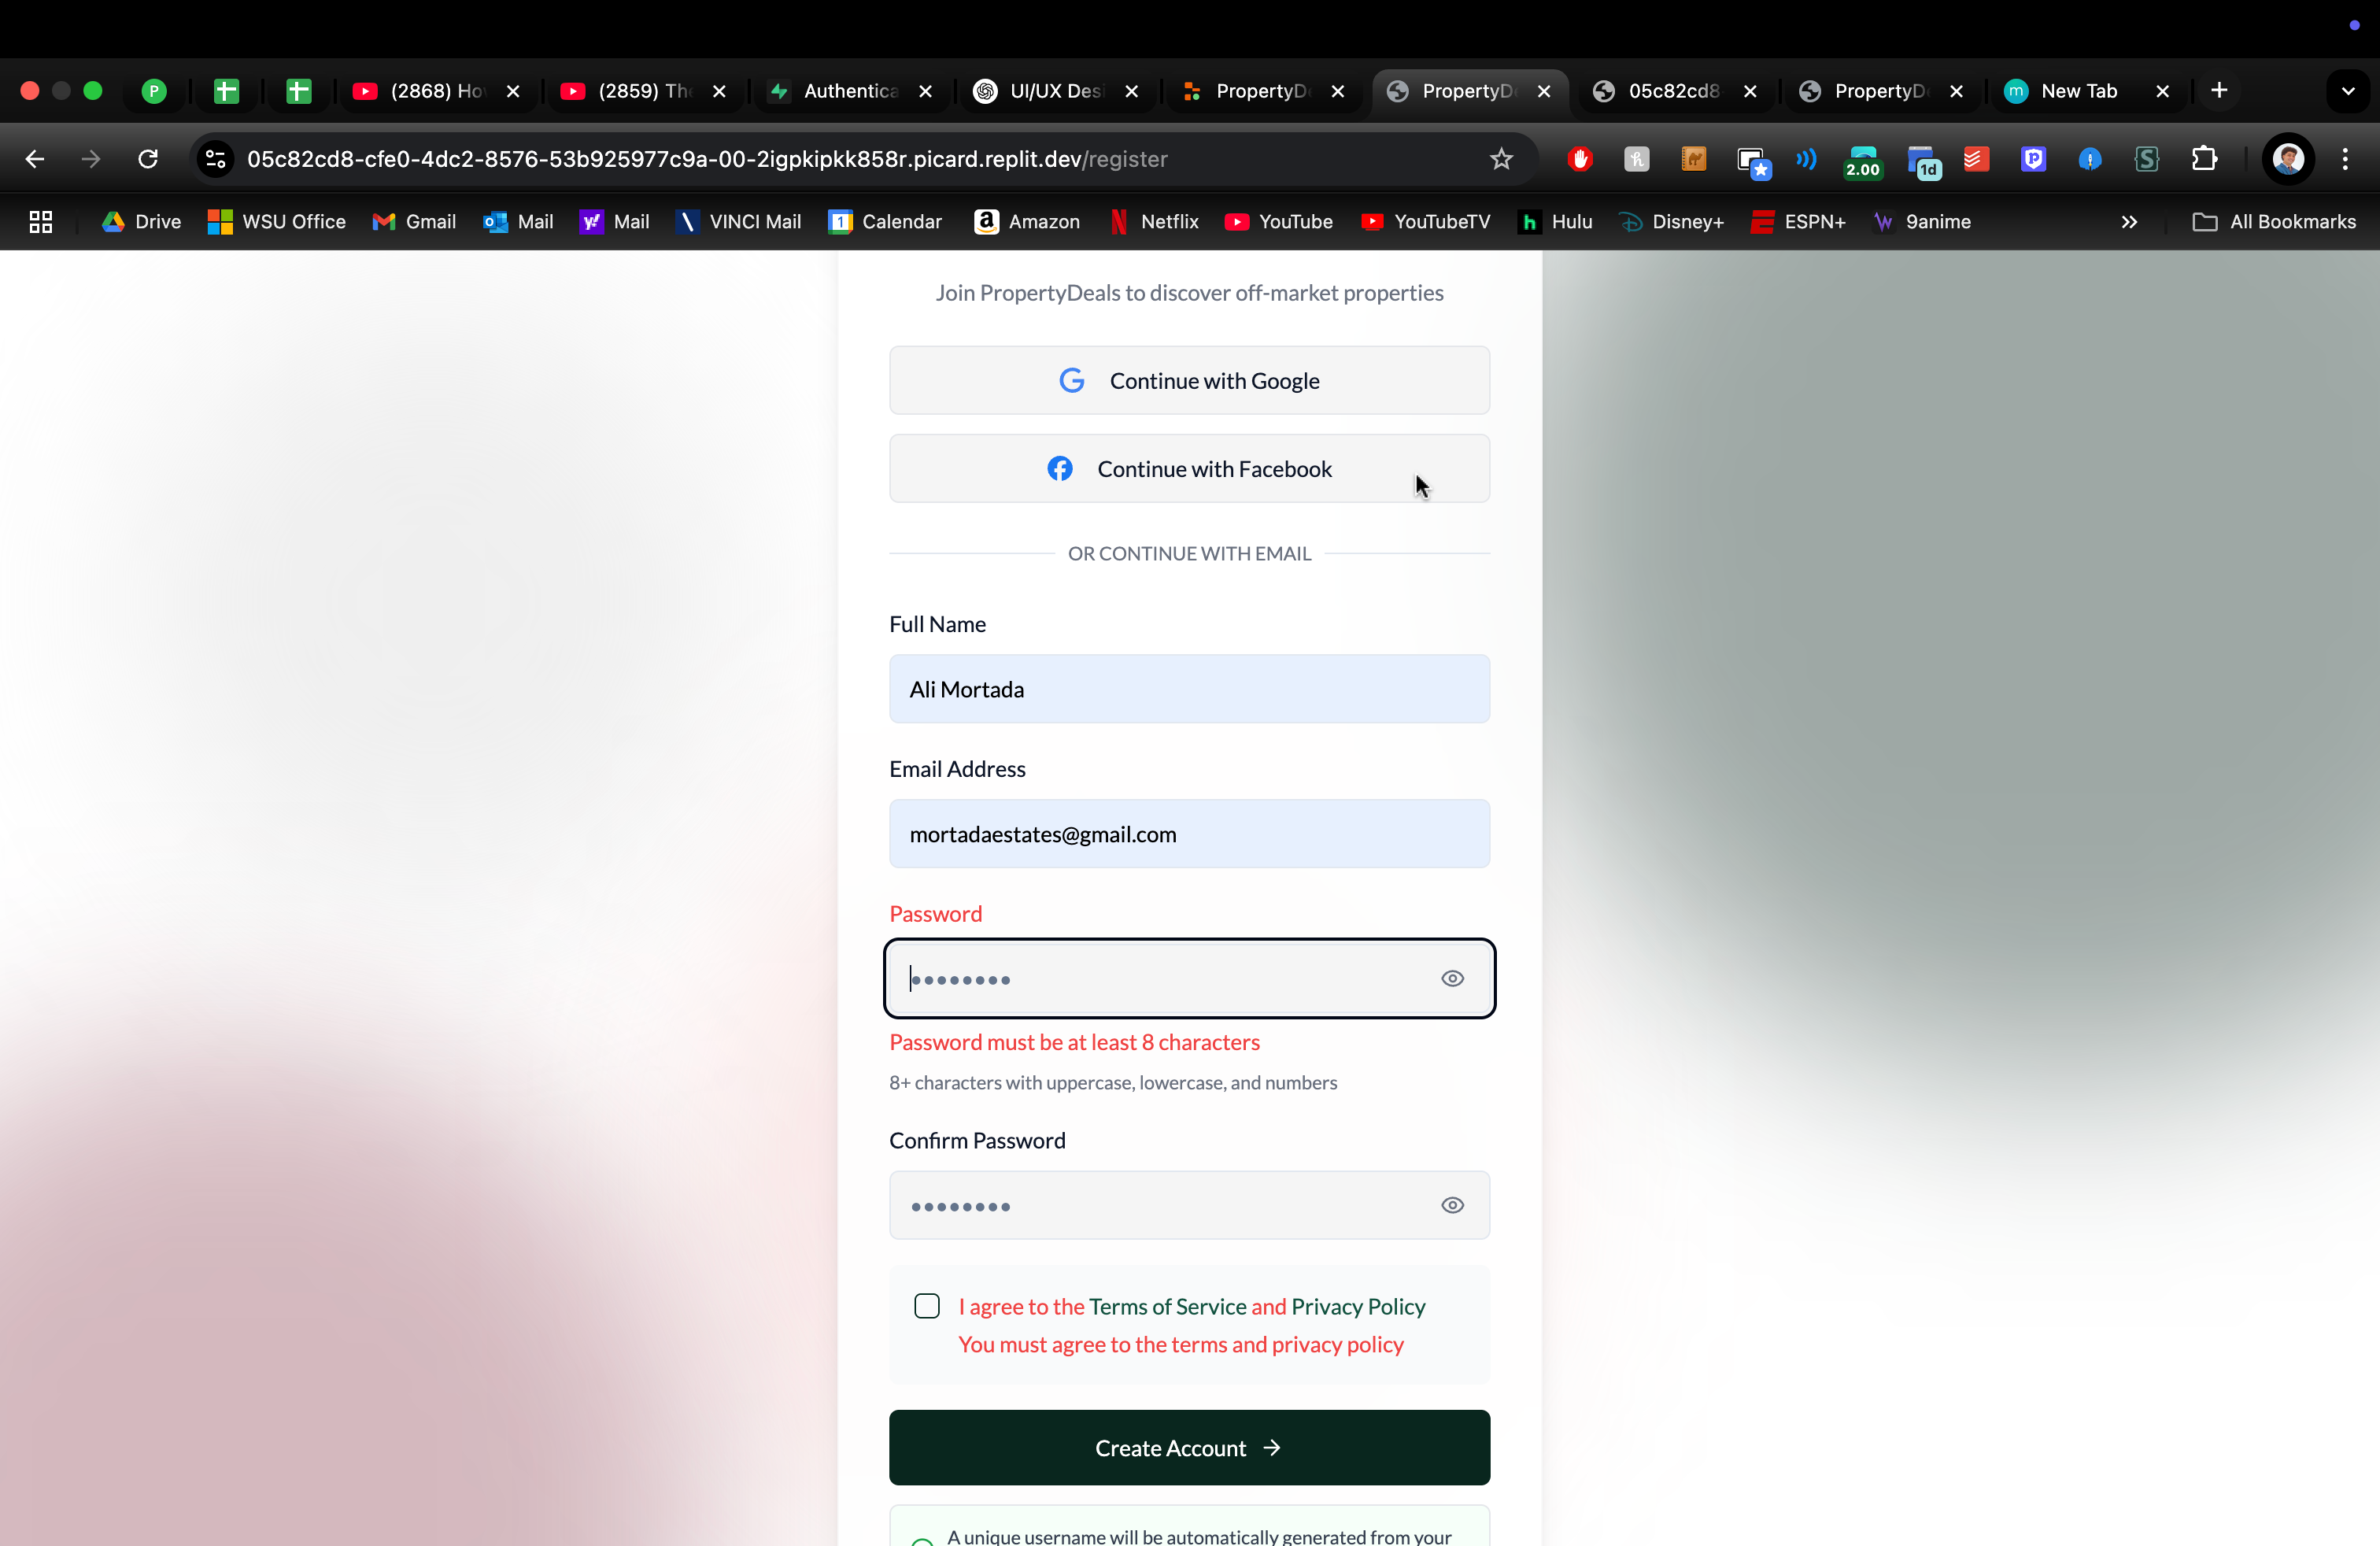 P
(2868) Ho
(2859) Th
Authentica
UI/UX Des
PropertyD
PropertyD
05c82cd8
PropertyD
m New Tab
05c82cd8-cfe0-4dc2-8576-53b925977c9a-00-2igpkipkk858r.picard.replit.dev/register
2.00
1d
Drive
WSU Office
Gmail
Mail
Mail
VINCI Mail
Calendar
Amazon
Netflix
YouTube
YouTubeTV
Hulu
Disney+
ESPN+
9anime
All Bookmarks
Join PropertyDeals to discover off-market properties
Continue with Google
Continue with Facebook
OR CONTINUE WITH EMAIL
Full Name
Ali Mortada
Email Address
mortadaestates@gmail.com
Password
••••••••
Password must be at least 8 characters
8+ characters with uppercase, lowercase, and numbers
Confirm Password
••••••••
I agree to the Terms of Service and Privacy Policy
You must agree to the terms and privacy policy
Create Account →
A unique username will be automatically generated from your